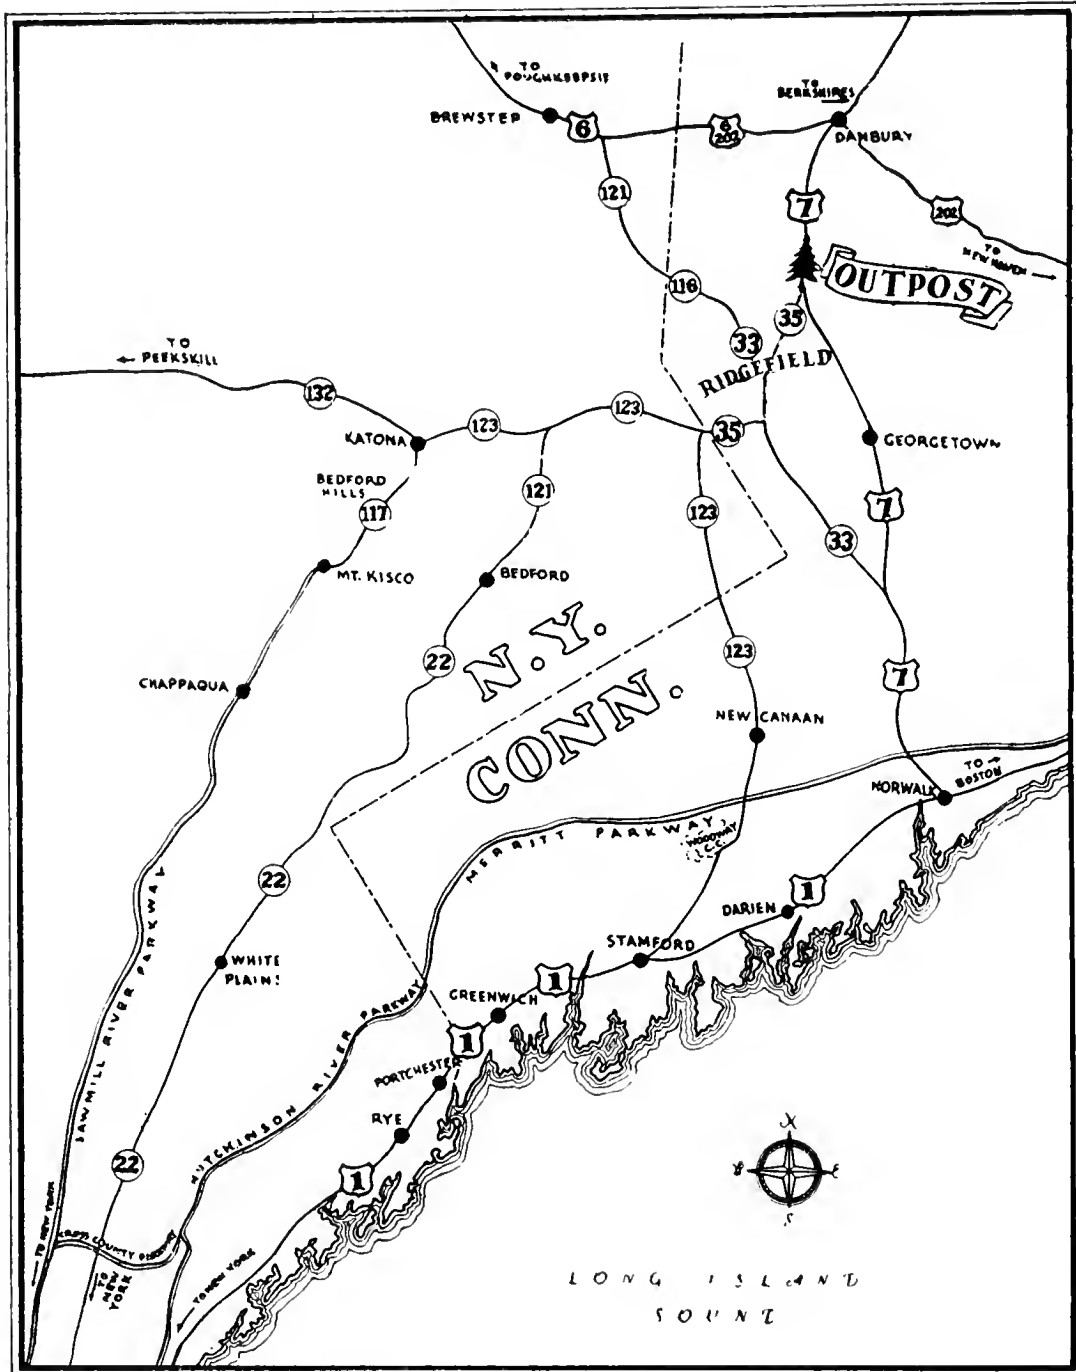 TO
POUGHKEEPSIE
BREWSTER
6
6
202
TO
BERKSHIRES
DANBURY
121
7
202
TO
NEW HAVEN
OUTPOST
116
35
33
RIDGEFIELD
TO
PEEKSKILL
132
123
123
35
KATONA
GEORGETOWN
BEDFORD
HILLS
117
121
123
7
33
MT. KISCO
BEDFORD
N.Y.
CONN.
22
123
7
CHAPPAQUA
NEW CANAAN
TO
BOSTON
NORWALK
MERRITT PARKWAY
WOODWAY
C.C.
22
1
DARIEN
STAMFORD
WHITE
PLAINS
SAWMILL RIVER PARKWAY
HUTCHINSON RIVER PARKWAY
1
GREENWICH
1
PORTCHESTER
RYE
1
22
N
E
S
TO NEW YORK
CROSS COUNTY PARKWAY
TO
NEW
YORK
TO NEW YORK
LONG ISLAND
SOUND